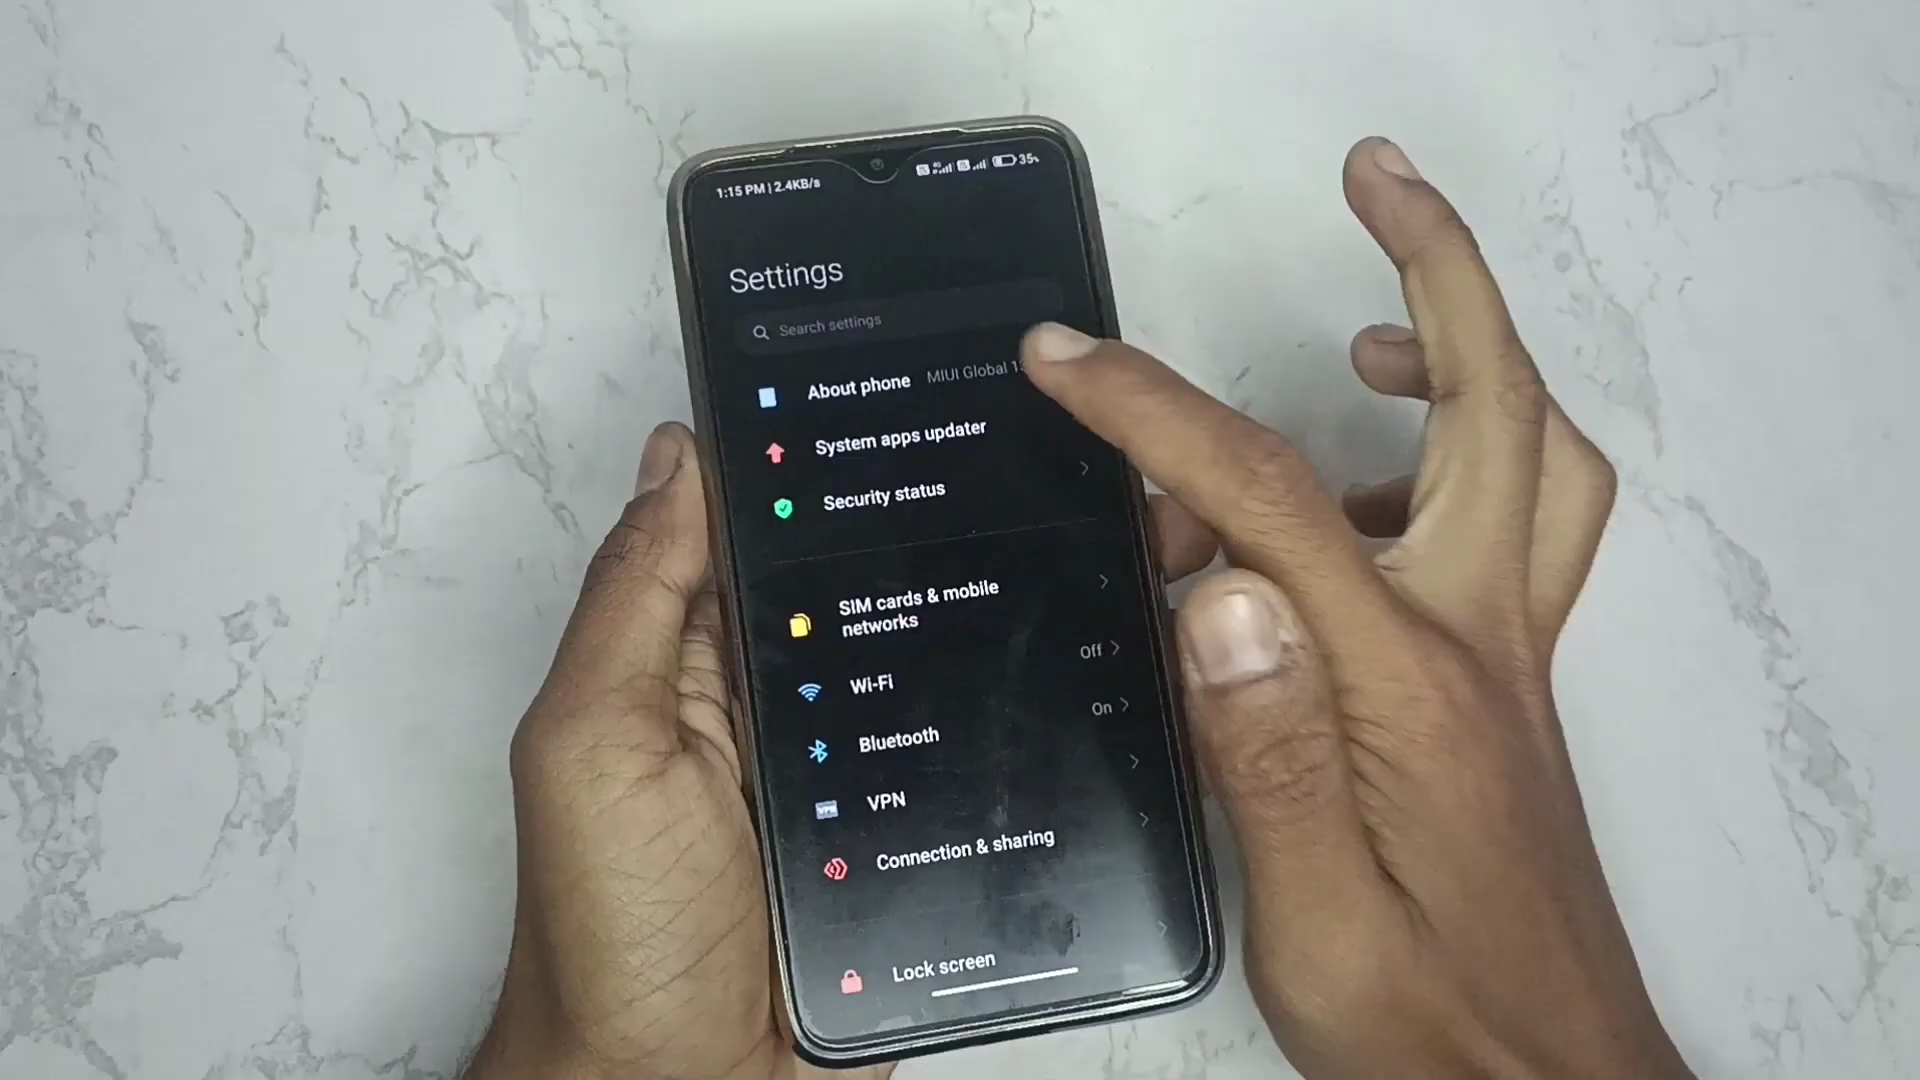 1:15 PM | 2.4KB/s
35%
Settings
Search settings
About phone MIUI Global
System apps updater
Security status
SIM cards & mobile
networks
Wi-Fi Off
Bluetooth On
VPN
VPN
Connection & sharing
Lock screen